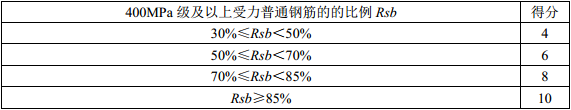 400MPa 级及以上受力普通钢筋的的比例 Rsb 得分
30%≤Rsb<50% 4
50%≤Rsb<70% 6
70%≤Rsb<85% 8
Rsb≥85% 10